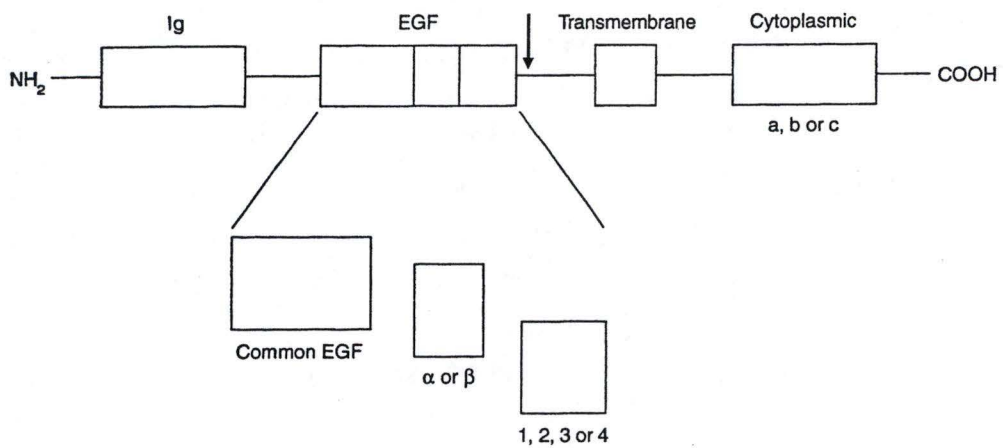 Ig
EGF
Transmembrane
Cytoplasmic
NH₂
COOH
a, b or c
Common EGF
α or β
1, 2, 3 or 4